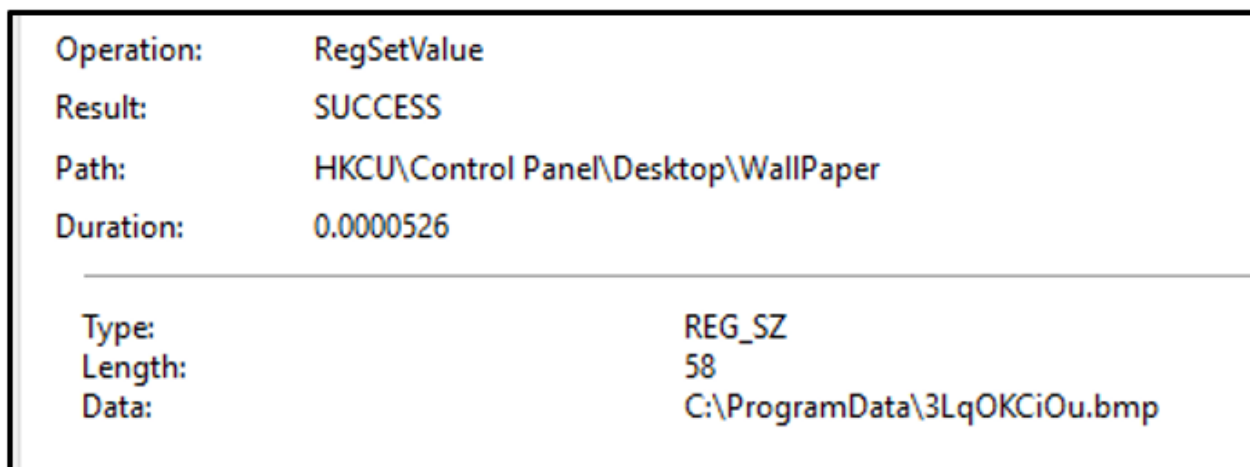 Operation: RegSetValue
Result: SUCCESS
Path: HKCU\Control Panel\Desktop\WallPaper
Duration: 0.0000526
Type: REG_SZ
Length: 58
Data: C:\ProgramData\3LqOKCiOu.bmp